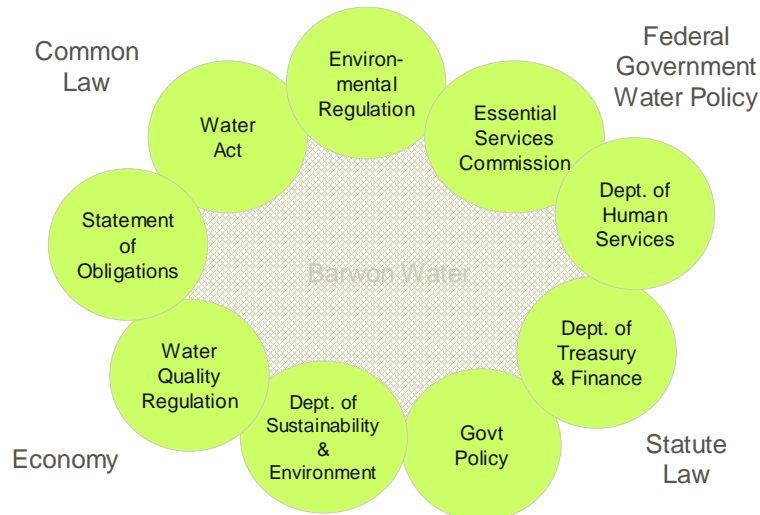 Common
Law
Environ-
mental
Regulation
Federal
Government
Water Policy
Water
Act
Essential
Services
Commission
Dept. of
Human
Services
Statement
of
Obligations
Barwon Water
Dept. of
Treasury
& Finance
Water
Quality
Regulation
Dept. of
Sustainability
&
Environment
Govt
Policy
Economy
Statute
Law